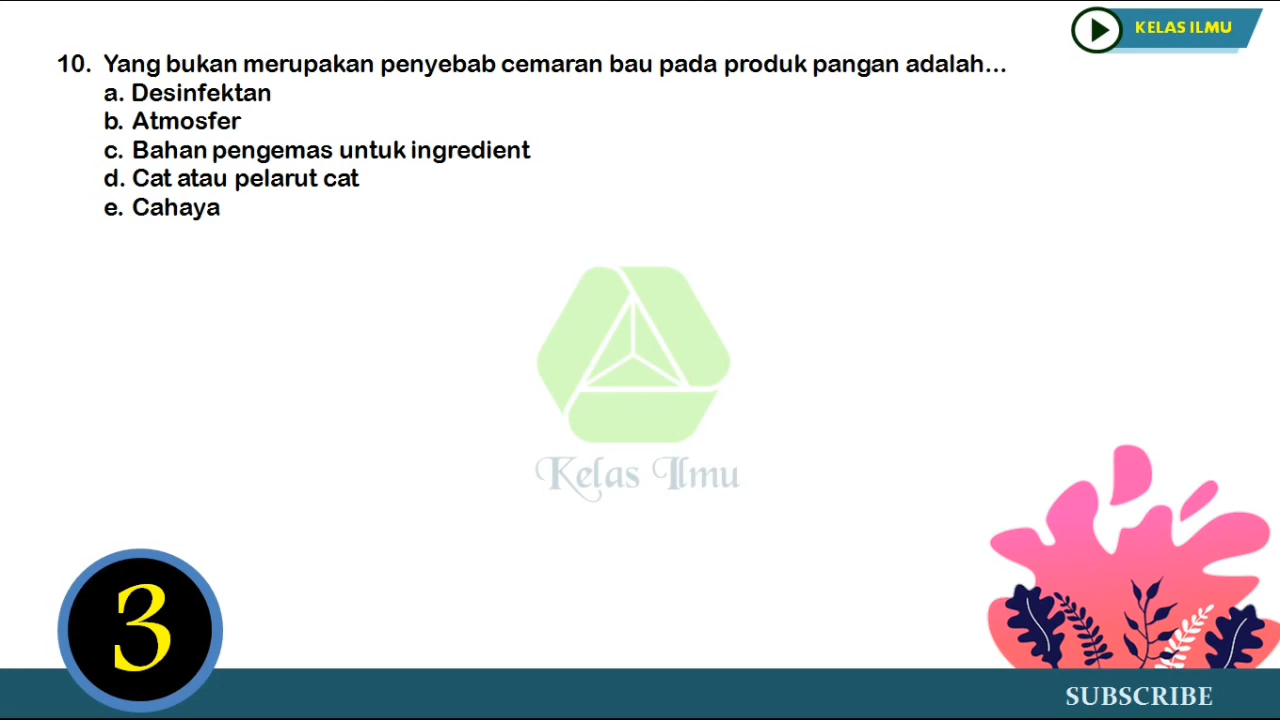 KELAS ILMU
10. Yang bukan merupakan penyebab cemaran bau pada produk pangan adalah...
a. Desinfektan
b. Atmosfer
c. Bahan pengemas untuk ingredient
d. Cat atau pelarut cat
e. Cahaya
Kelas Ilmu
3
SUBSCRIBE